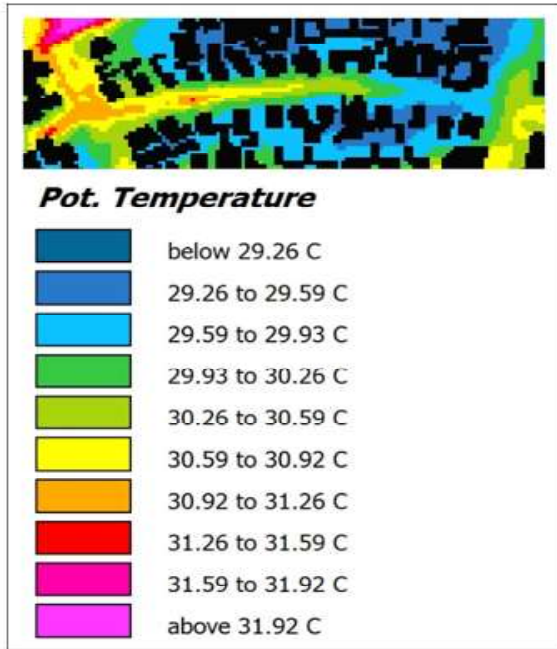 Pot. Temperature
below 29.26 C
29.26 to 29.59 C
29.59 to 29.93 C
29.93 to 30.26 C
30.26 to 30.59 C
30.59 to 30.92 C
30.92 to 31.26 C
31.26 to 31.59 C
31.59 to 31.92 C
above 31.92 C